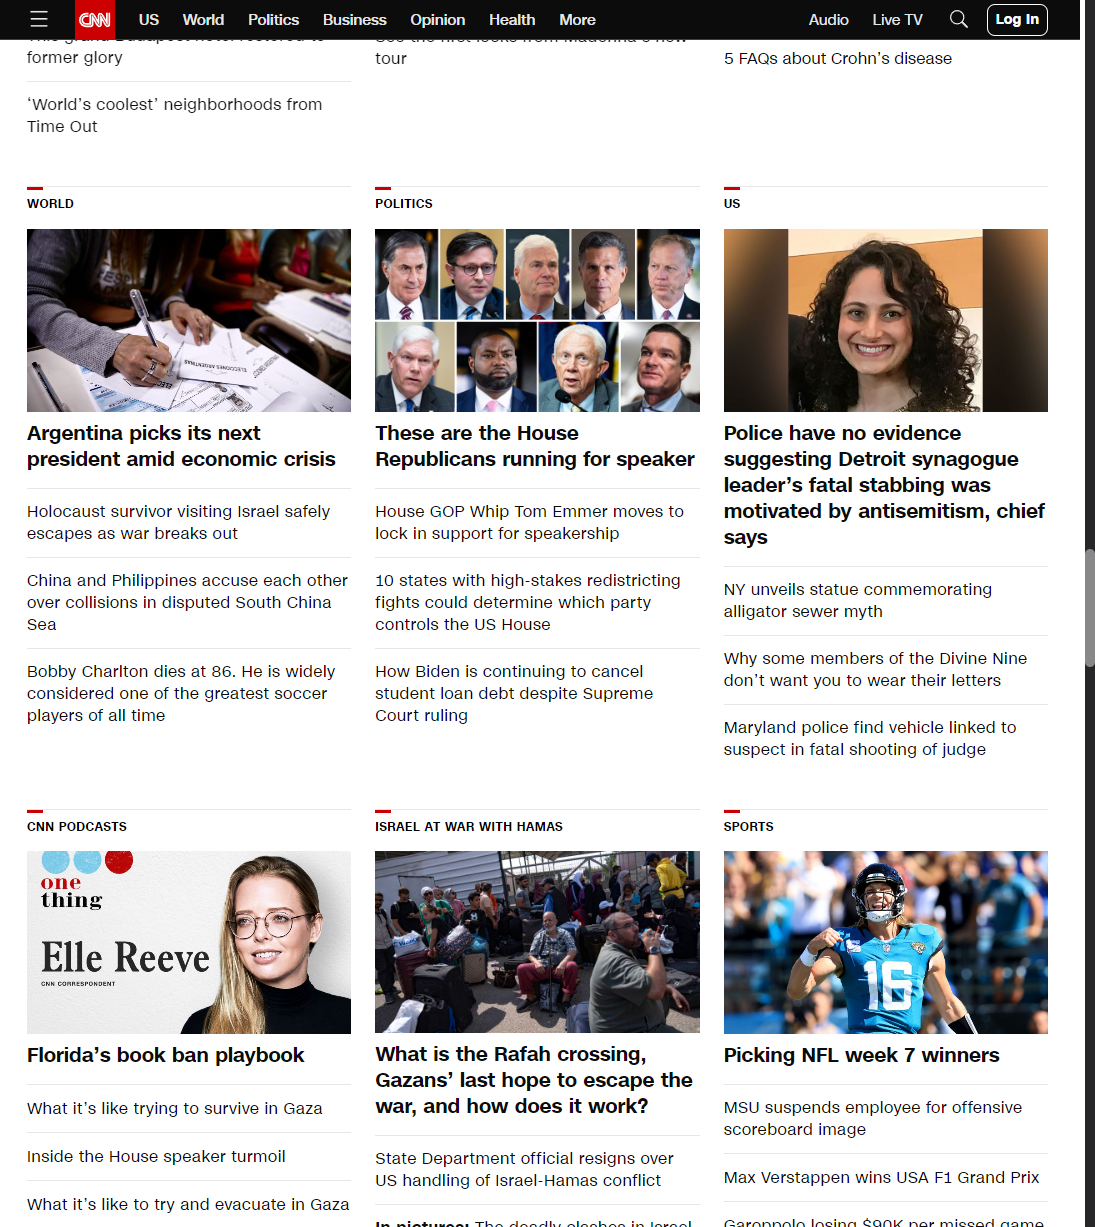 CNN
US
World
Politics
Business
Opinion
Health
More
Audio
Live TV
Log In
former glory
'World's coolest' neighborhoods from
Time Out
See the first looks from Madonna's new
tour
5 FAQs about Crohn's disease
WORLD
ELECCIONES ARGENTINAS
Argentina picks its next
president amid economic crisis
Holocaust survivor visiting Israel safely
escapes as war breaks out
China and Philippines accuse each other
over collisions in disputed South China
Sea
Bobby Charlton dies at 86. He is widely
considered one of the greatest soccer
players of all time
POLITICS
These are the House
Republicans running for speaker
House GOP Whip Tom Emmer moves to
lock in support for speakership
10 states with high-stakes redistricting
fights could determine which party
controls the US House
How Biden is continuing to cancel
student loan debt despite Supreme
Court ruling
US
Police have no evidence
suggesting Detroit synagogue
leader's fatal stabbing was
motivated by antisemitism, chief
says
NY unveils statue commemorating
alligator sewer myth
Why some members of the Divine Nine
don't want you to wear their letters
Maryland police find vehicle linked to
suspect in fatal shooting of judge
CNN PODCASTS
one
thing
Elle Reeve
CNN CORRESPONDENT
Florida's book ban playbook
What it's like trying to survive in Gaza
Inside the House speaker turmoil
What it's like to try and evacuate in Gaza
ISRAEL AT WAR WITH HAMAS
What is the Rafah crossing,
Gazans' last hope to escape the
war, and how does it work?
State Department official resigns over
US handling of Israel-Hamas conflict
In pictures: The deadly clashes in Israel
SPORTS
16
Picking NFL week 7 winners
MSU suspends employee for offensive
scoreboard image
Max Verstappen wins USA F1 Grand Prix
Garoppolo losing $90K per missed game